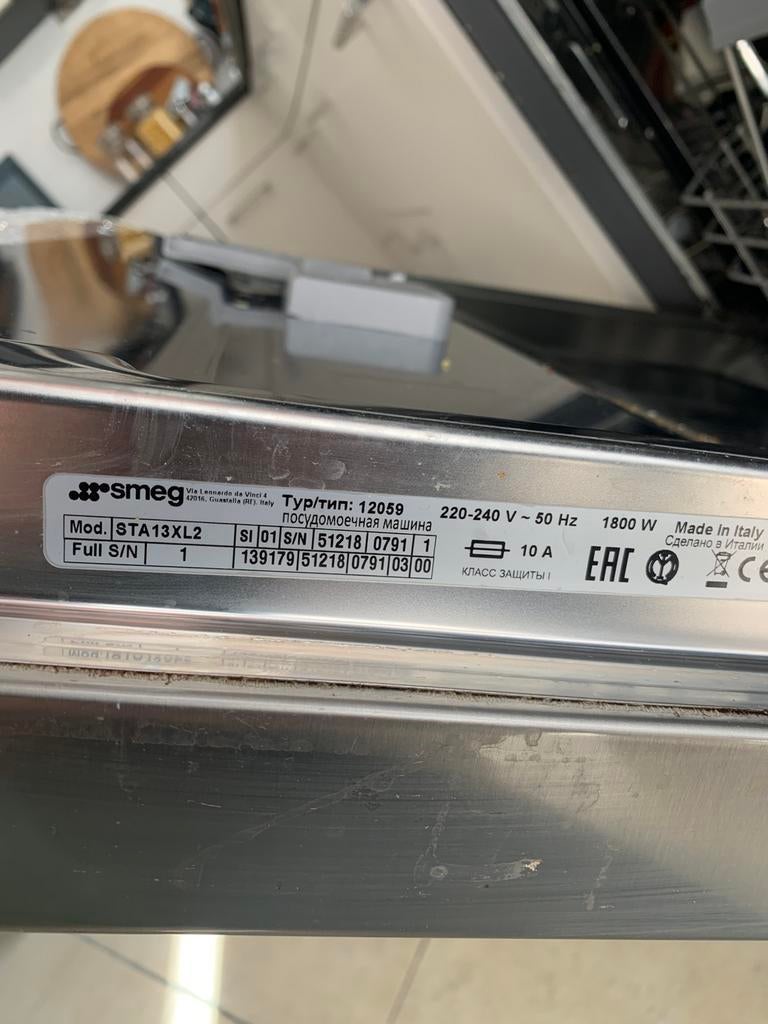 smeg
Via Leonardo da Vinci 4
42016, Guastalla (RE), Italy
Тур/тип: 12059
посудомоечная машина
Mod. STA13XL2 SI 01 S/N 51218 0791 1
Full S/N 1 139179 51218 0791 03 00
220-240 V ~ 50 Hz
1800 W
10 A
КЛАСС ЗАЩИТЫ I
Made in Italy
Сделано в Италии
EAC
CE